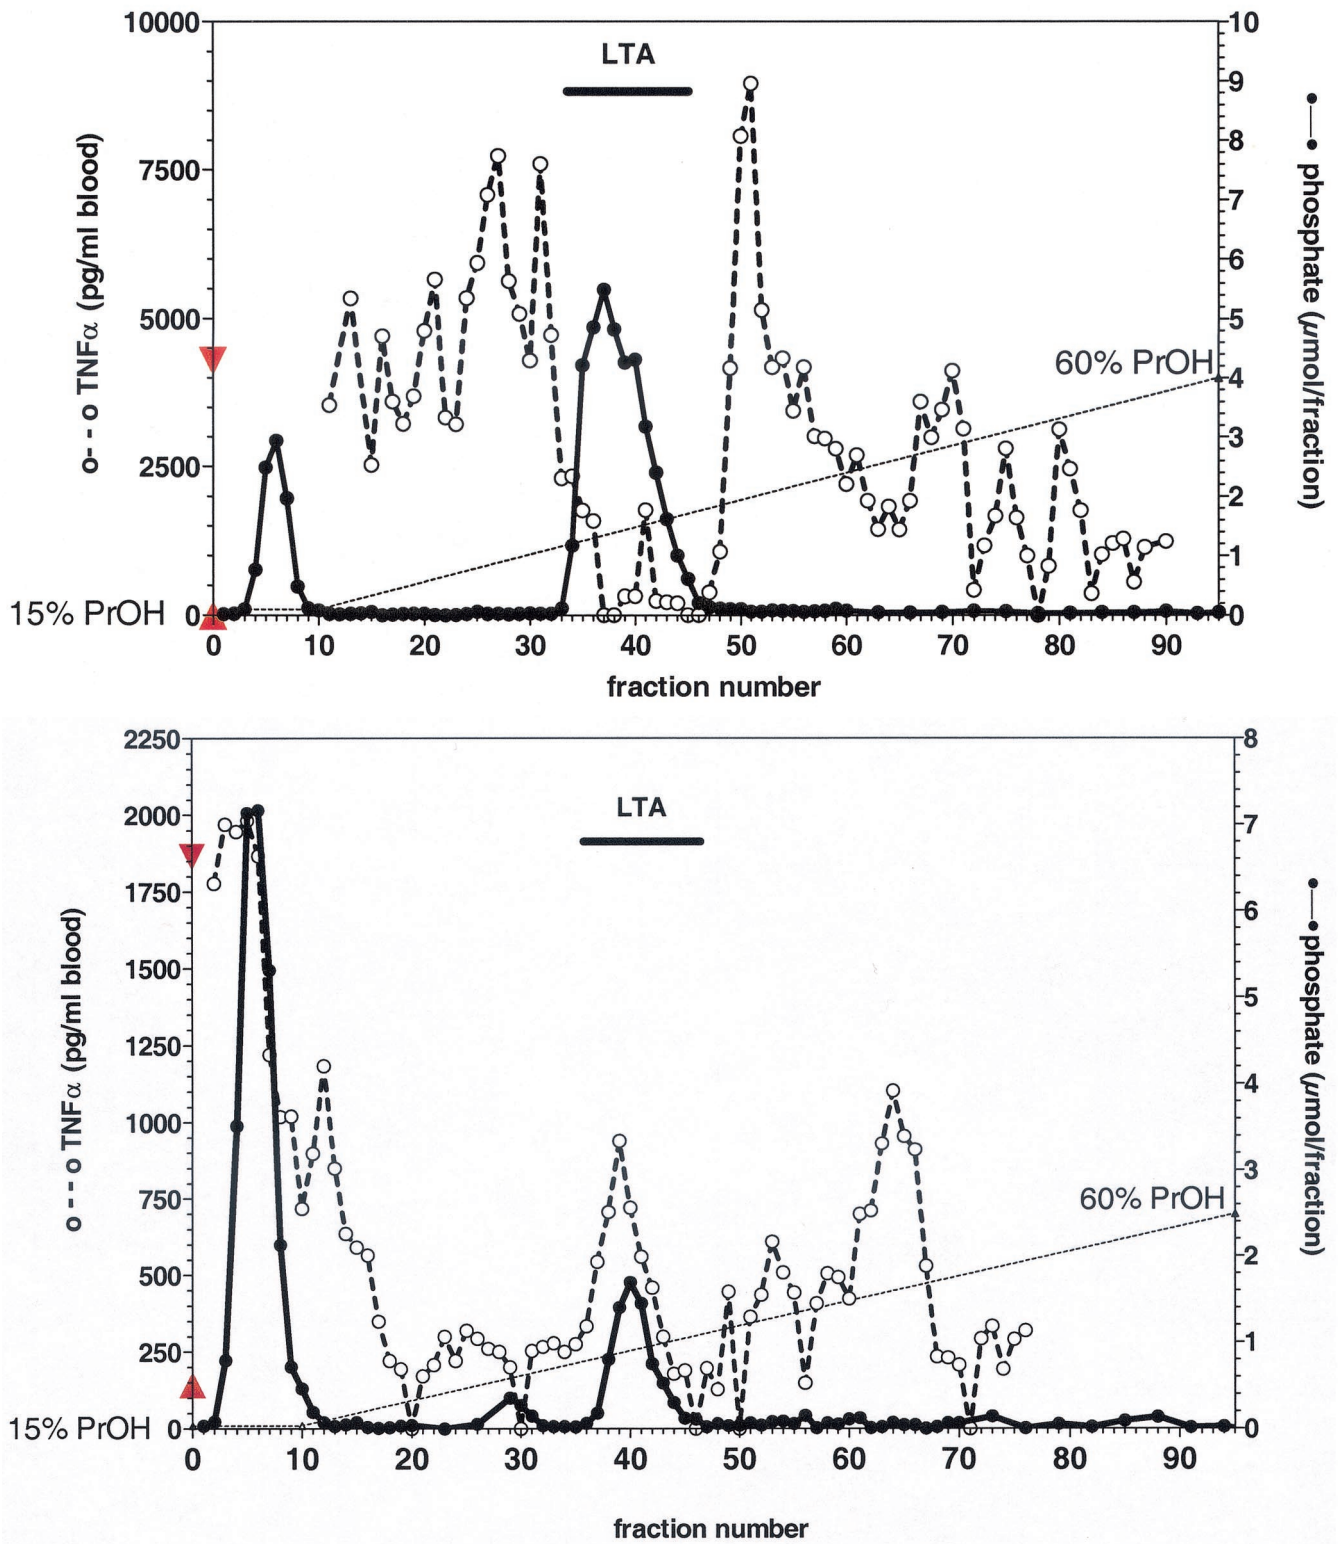 10000
7500
5000
2500
0
o- - o TNFα (pg/ml blood)
LTA
10
9
8
7
6
5
4
3
2
1
0
●—● phosphate (μmol/fraction)
60% PrOH
15% PrOH
0 10 20 30 40 50 60 70 80 90
fraction number
2250
2000
1750
1500
1250
1000
750
500
250
0
o - - o TNFα (pg/ml blood)
LTA
8
7
6
5
4
3
2
1
0
●—● phosphate (μmol/fraction)
60% PrOH
15% PrOH
0 10 20 30 40 50 60 70 80 90
fraction number